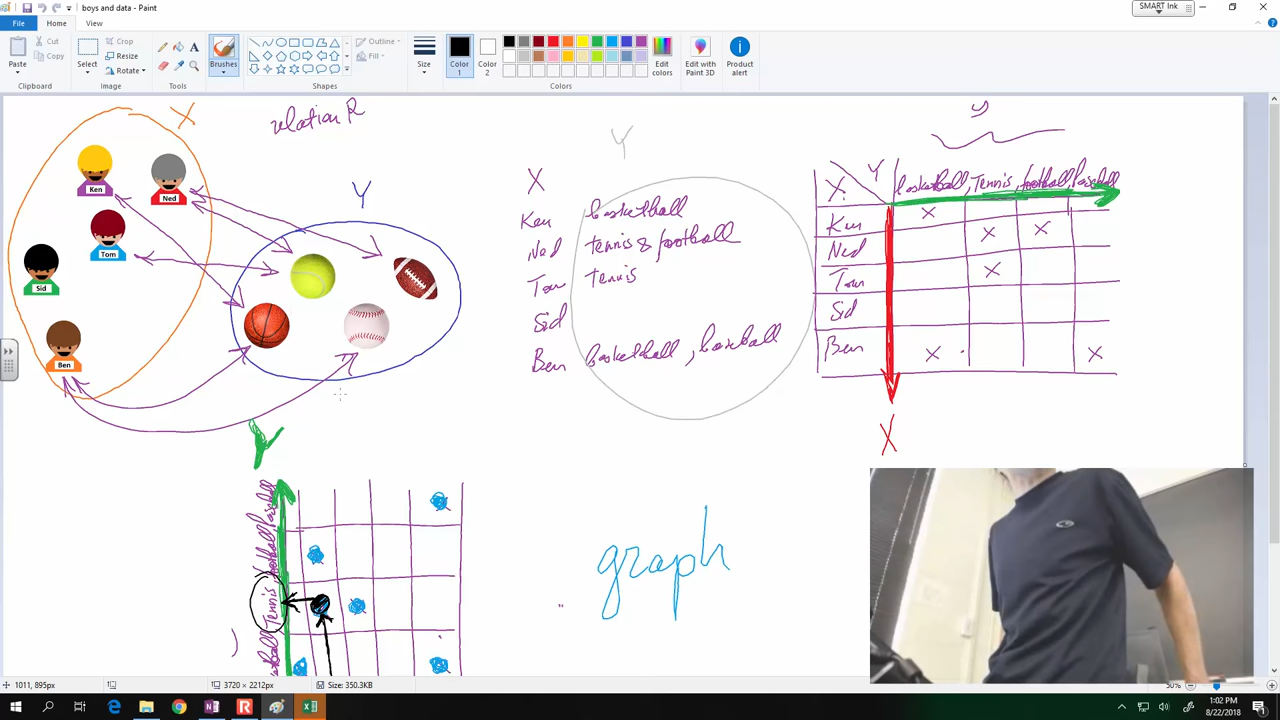 boys and data - Paint
SMART Ink
File Home View
Paste Cut Copy Clipboard
Select Crop Resize Rotate Image
Tools
Brushes
Outline Fill Shapes
Size
Color 1 Color 2
Edit colors
Colors
Edit with Paint 3D
Product alert
X
relation R
Ken
Ned
Tom
Sid
Ben
Y
Y
X
Ken basketball
Ned tennis & football
Tom tennis
Sid
Ben basketball, baseball
y
X Y basketball, Tennis, football, baseball
Ken X
Ned X X
Tom X
Sid
Ben X X
X
Y
Tennis, football, baseball
graph
1011, 895px
3720 × 2212px
Size: 350.3KB
50%
1:02 PM
8/22/2018